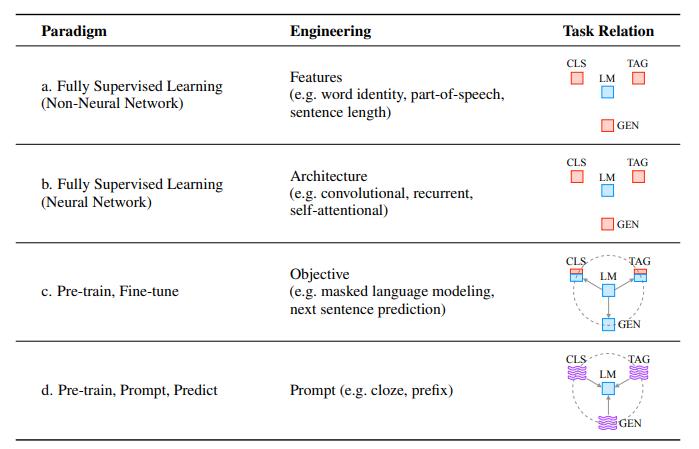 Paradigm Engineering Task Relation
a. Fully Supervised Learning
(Non-Neural Network)
Features
(e.g. word identity, part-of-speech,
sentence length)
CLS TAG
LM
GEN
b. Fully Supervised Learning
(Neural Network)
Architecture
(e.g. convolutional, recurrent,
self-attentional)
CLS TAG
LM
GEN
c. Pre-train, Fine-tune
Objective
(e.g. masked language modeling,
next sentence prediction)
CLS TAG
LM
GEN
d. Pre-train, Prompt, Predict
Prompt (e.g. cloze, prefix)
CLS TAG
LM
GEN